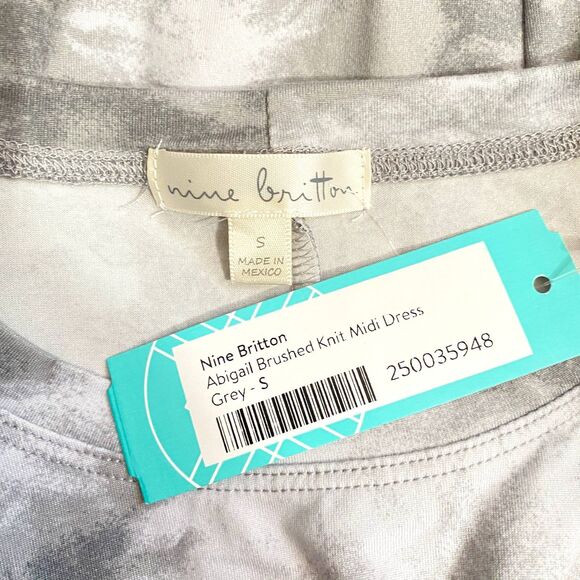 nine britton
S
MADE IN
MEXICO
Nine Britton
Abigail Brushed Knit Midi Dress
Grey - S
250035948